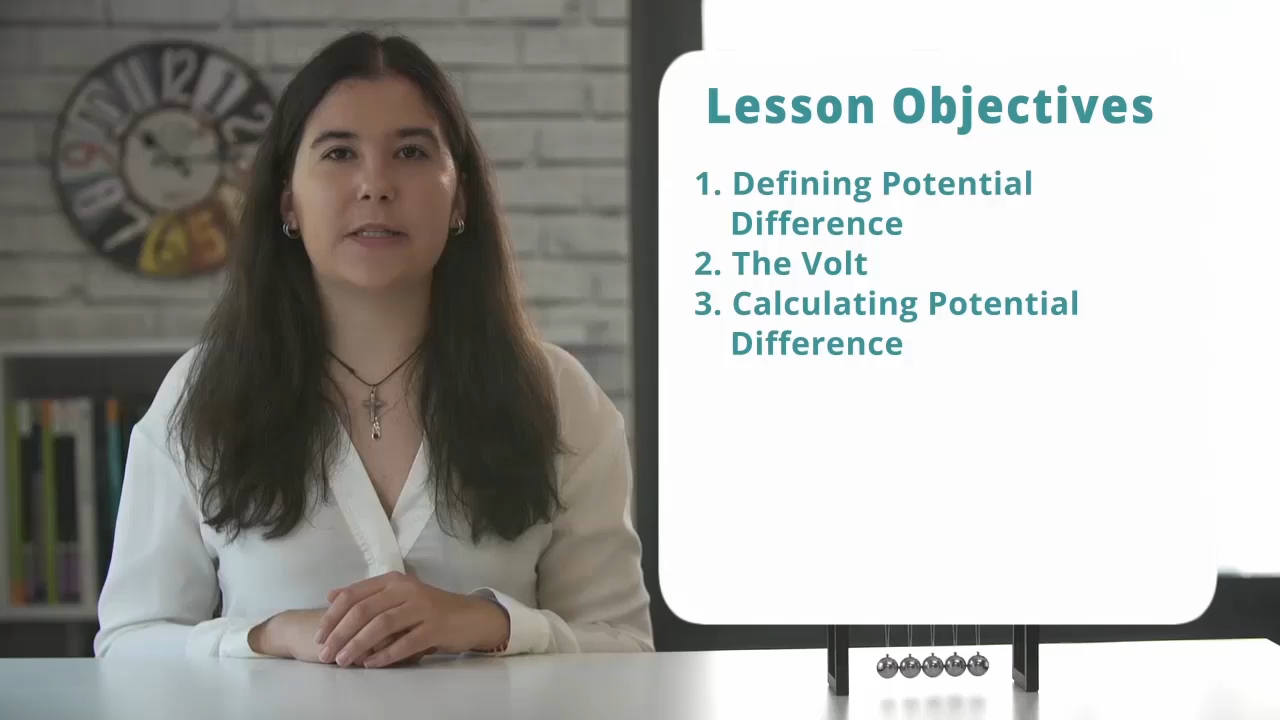 Lesson Objectives
1. Defining Potential
Difference
2. The Volt
3. Calculating Potential
Difference